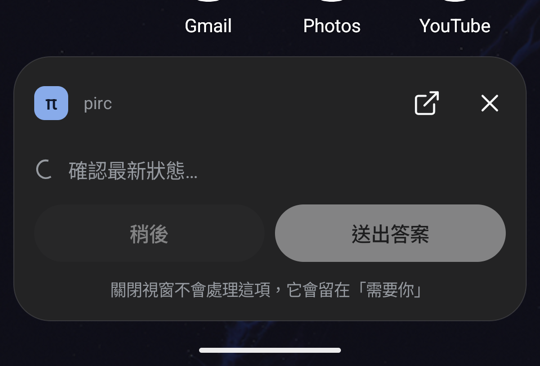 Gmail Photos YouTube
π pirc
確認最新狀態...
稍後 送出答案
關閉視窗不會處理這項，它會留在「需要你」